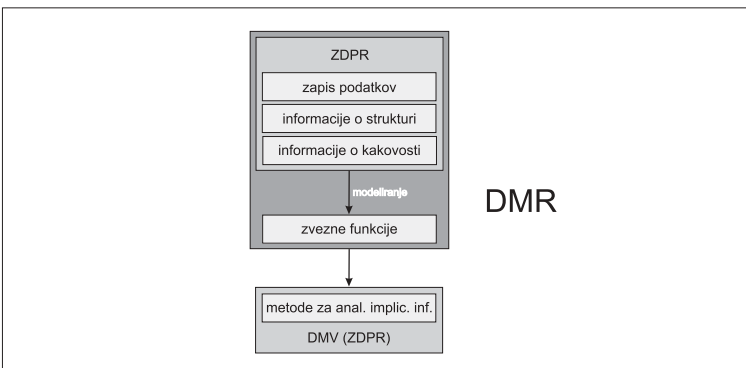 ZDPR
zapis podatkov
informacije o strukturi
informacije o kakovosti
modeliranje
DMR
zvezne funkcije
metode za anal. implic. inf.
DMV (ZDPR)